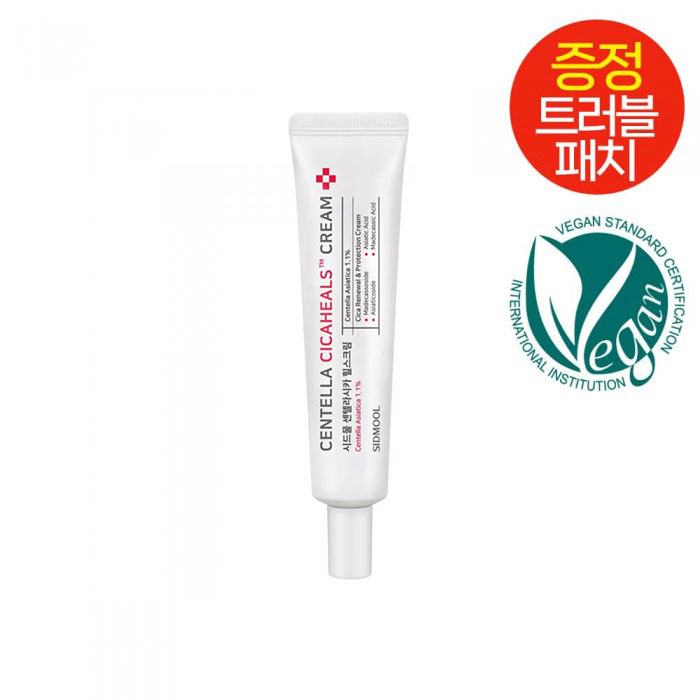 증정
트러블
패치
VEGAN STANDARD CERTIFICATION
Vegan
INTERNATIONAL INSTITUTION
CENTELLA CICAHEALS™ CREAM
시드물 센텔라시카 힐스크림
Centella Asiatica 1.1%
SIDMOOL
Centella Asiatica 1.1%
Cica Renewal & Protection Cream
• Madecassoside • Asiatic Acid
• Asiaticoside • Madecassic Acid